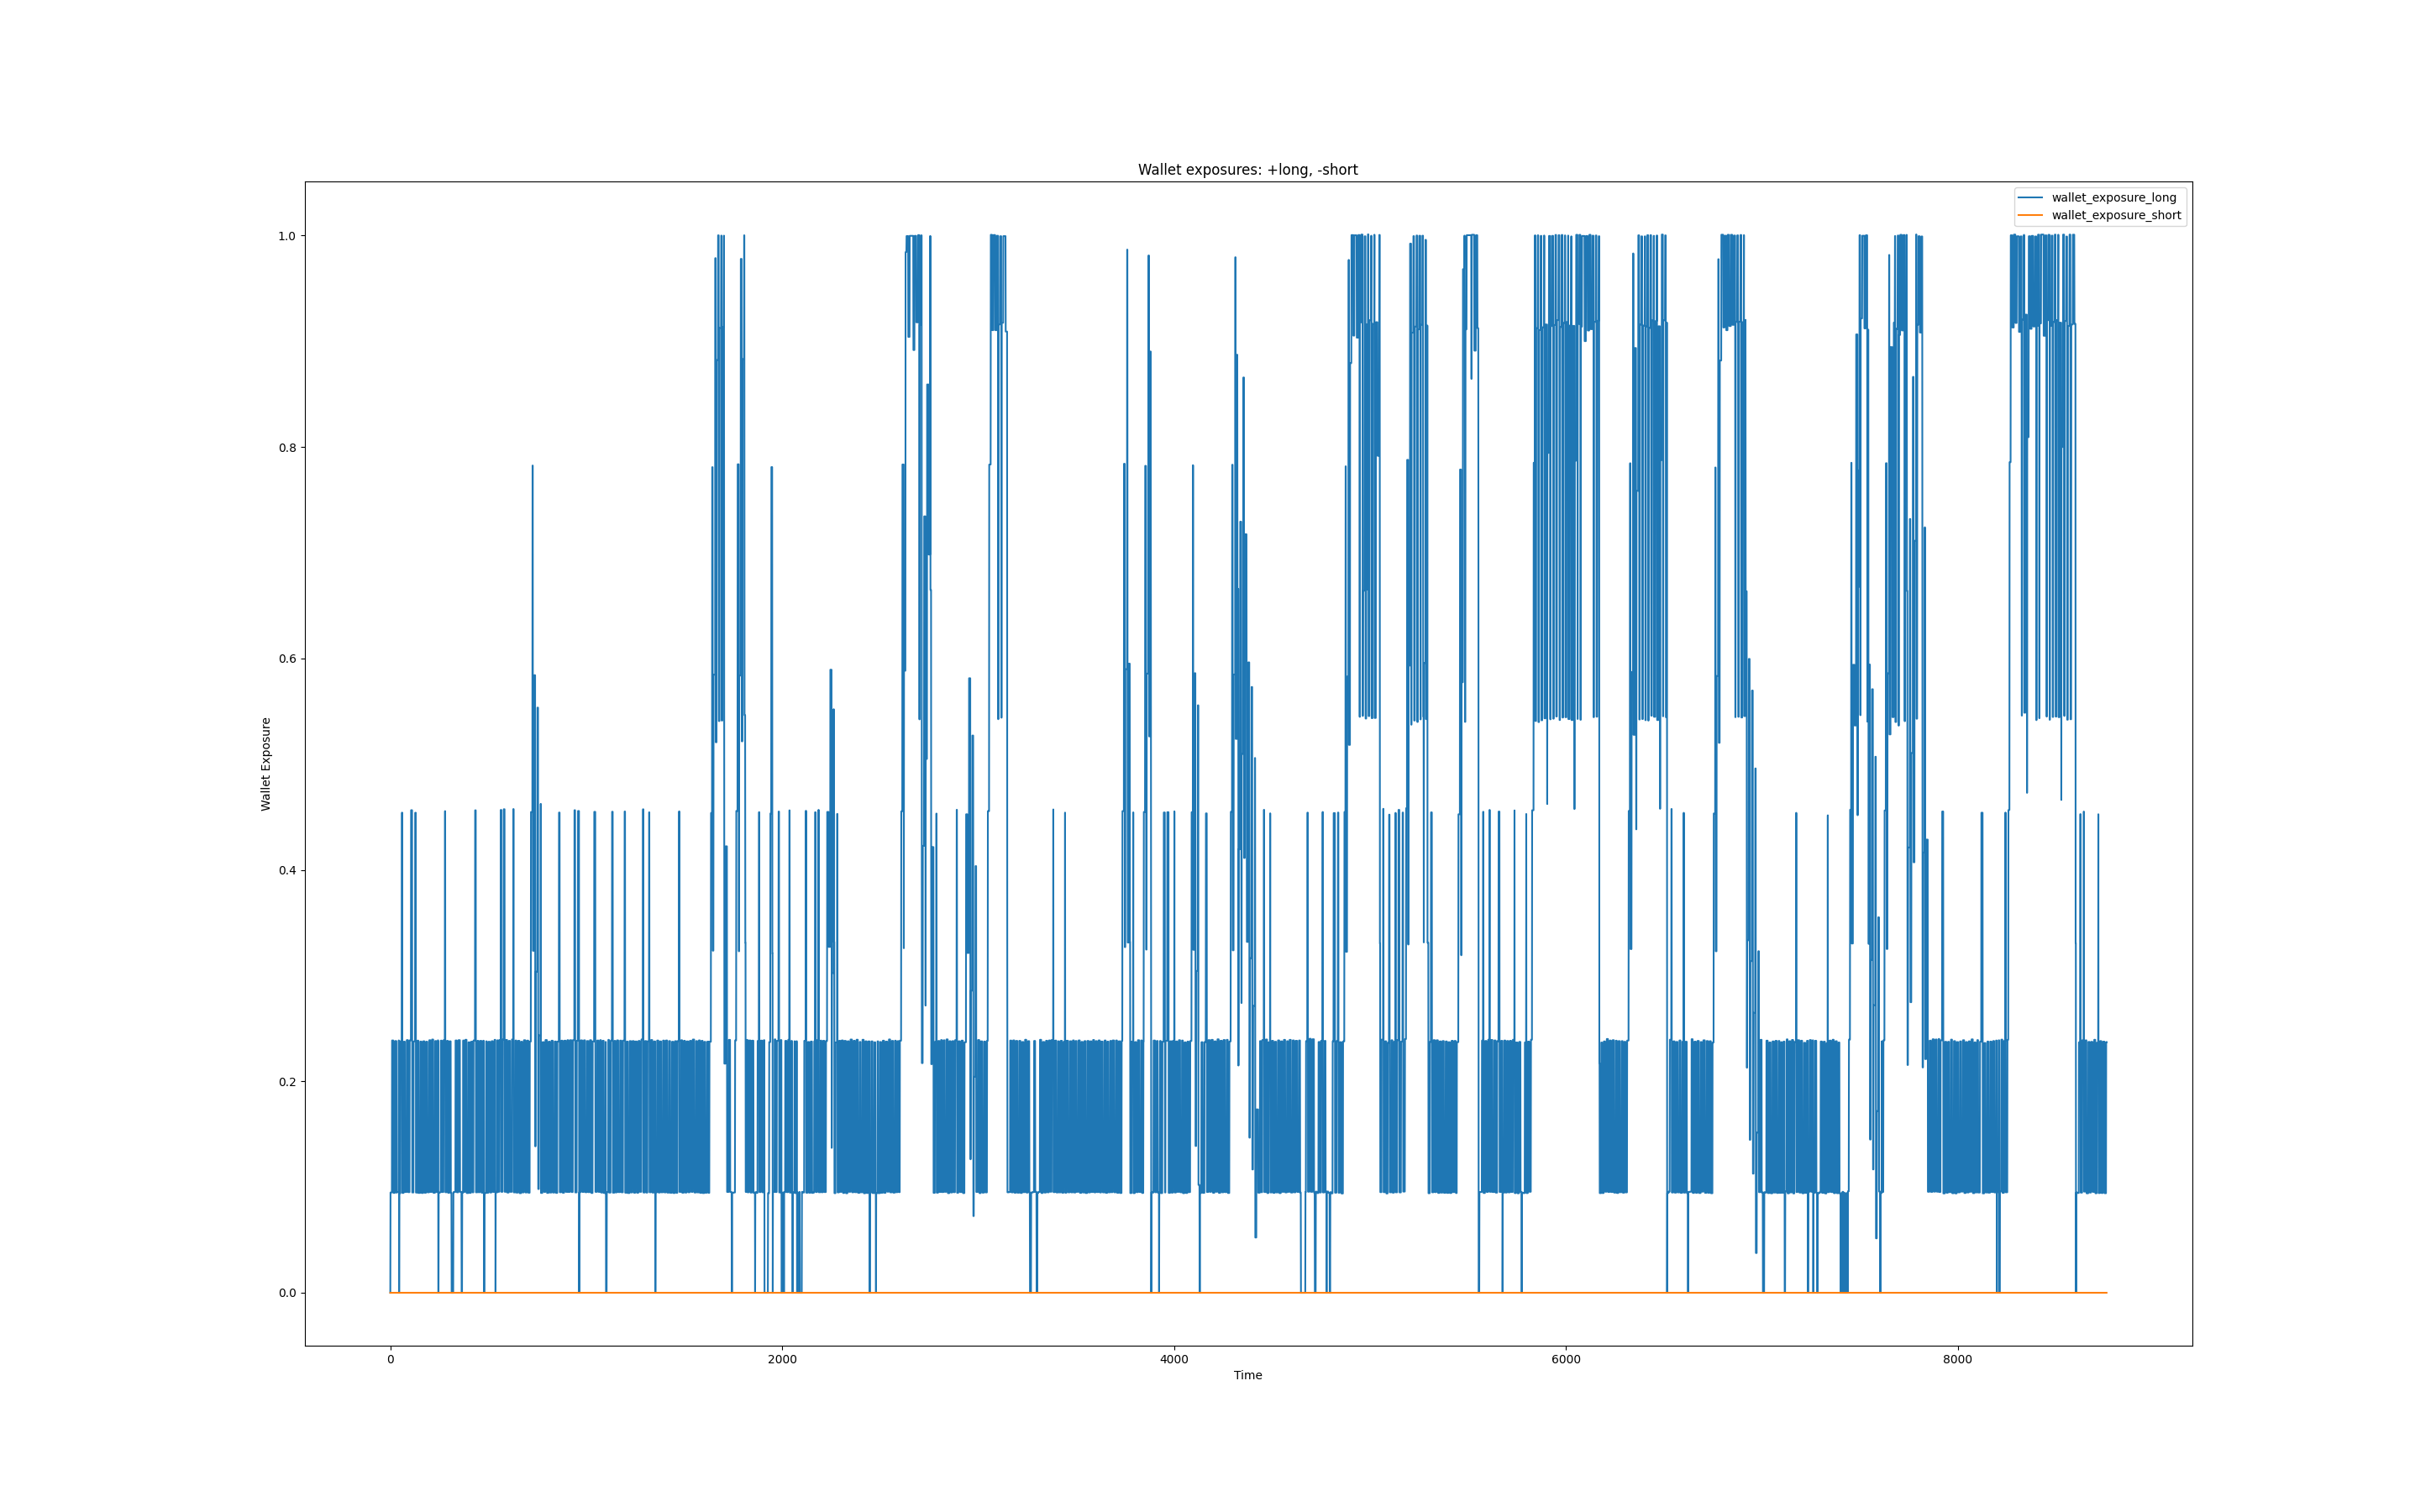 Wallet exposures: +long, -short
wallet_exposure_long
wallet_exposure_short
1.0
0.8
0.6
0.4
0.2
0.0
Wallet Exposure
0 2000 4000 6000 8000
Time